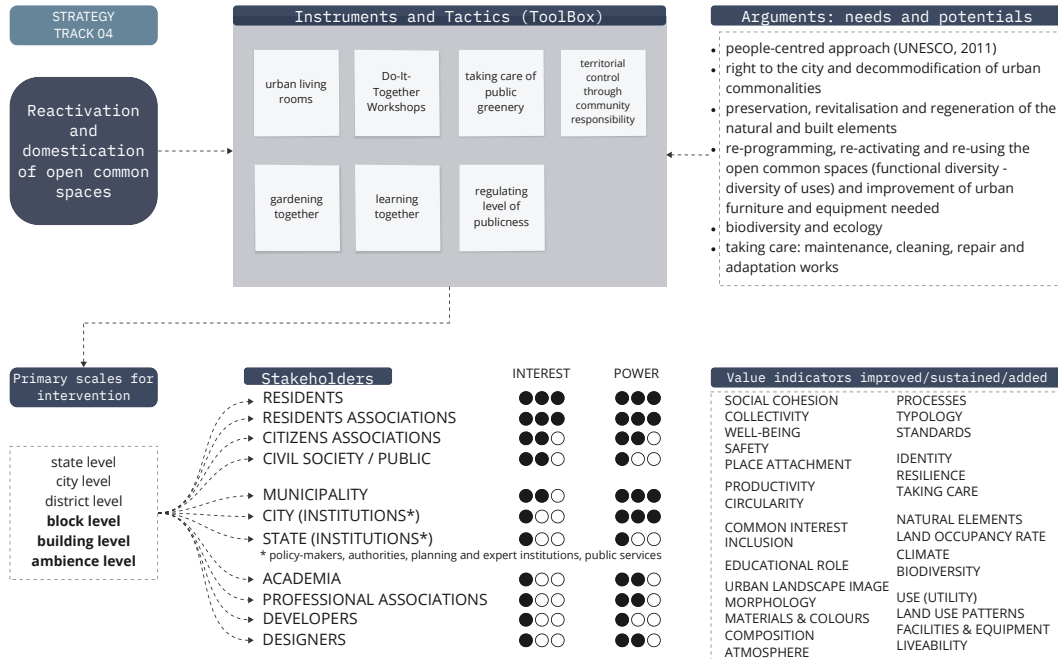 STRATEGY
TRACK 04
Reactivation
and
domestication
of open common
spaces
Instruments and Tactics (ToolBox)
urban living
rooms
Do-It-
Together
Workshops
taking care of
public
greenery
territorial
control
through
community
responsibility
gardening
together
learning
together
regulating
level of
publicness
Arguments: needs and potentials
• people-centred approach (UNESCO, 2011)
• right to the city and decommodification of urban
commonalities
• preservation, revitalisation and regeneration of the
natural and built elements
• re-programming, re-activating and re-using the
open common spaces (functional diversity -
diversity of uses) and improvement of urban
furniture and equipment needed
• biodiversity and ecology
• taking care: maintenance, cleaning, repair and
adaptation works
Primary scales for
intervention
state level
city level
district level
block level
building level
ambience level
Stakeholders INTEREST POWER
RESIDENTS
RESIDENTS ASSOCIATIONS
CITIZENS ASSOCIATIONS
CIVIL SOCIETY / PUBLIC
MUNICIPALITY
CITY (INSTITUTIONS*)
STATE (INSTITUTIONS*)
* policy-makers, authorities, planning and expert institutions, public services
ACADEMIA
PROFESSIONAL ASSOCIATIONS
DEVELOPERS
DESIGNERS
Value indicators improved/sustained/added
SOCIAL COHESION
COLLECTIVITY
WELL-BEING
SAFETY
PLACE ATTACHMENT
PRODUCTIVITY
CIRCULARITY
COMMON INTEREST
INCLUSION
EDUCATIONAL ROLE
URBAN LANDSCAPE IMAGE
MORPHOLOGY
MATERIALS & COLOURS
COMPOSITION
ATMOSPHERE
PROCESSES
TYPOLOGY
STANDARDS
IDENTITY
RESILIENCE
TAKING CARE
NATURAL ELEMENTS
LAND OCCUPANCY RATE
CLIMATE
BIODIVERSITY
USE (UTILITY)
LAND USE PATTERNS
FACILITIES & EQUIPMENT
LIVEABILITY